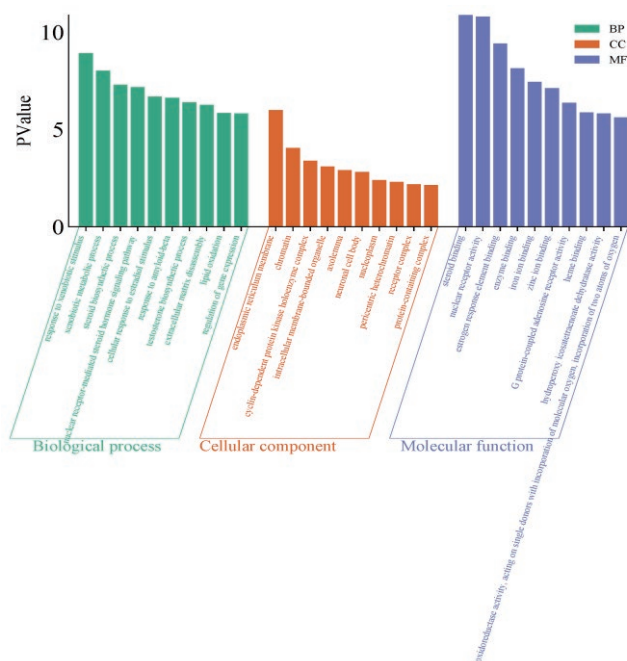 BP
CC
MF
PValue
10
5
0
response to xenobiotic stimulus
xenobiotic metabolic process
steroid biosynthetic process
nuclear receptor-mediated steroid hormone signaling pathway
cellular response to estradiol stimulus
response to amyloid-beta
testosterone biosynthetic process
extracellular matrix disassembly
lipid oxidation
regulation of gene expression
endoplasmic reticulum membrane
chromatin
cyclin-dependent protein kinase holoenzyme complex
intracellular membrane-bounded organelle
axolemma
neuronal cell body
nucleoplasm
pericentric heterochromatin
receptor complex
protein-containing complex
steroid binding
nuclear receptor activity
estrogen response element binding
enzyme binding
iron ion binding
zinc ion binding
G protein-coupled adenosine receptor activity
heme binding
hydroperoxy icosatetraenoate dehydratase activity
oxidoreductase activity, acting on single donors with incorporation of molecular oxygen, incorporation of two atoms of oxygen
Biological process
Cellular component
Molecular function